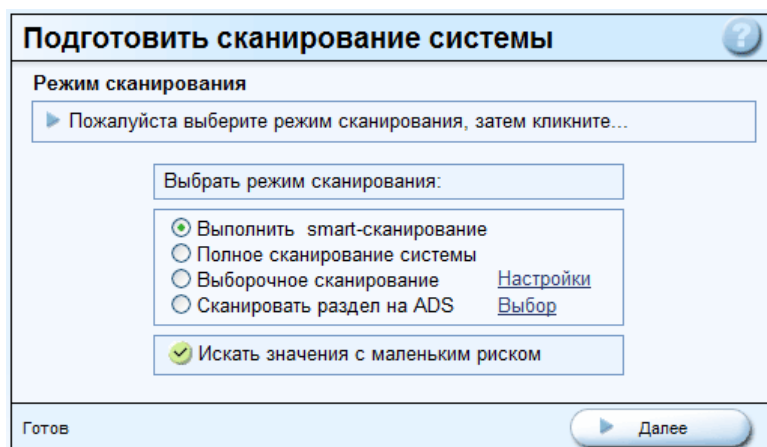 Подготовить сканирование системы
?
Режим сканирования
Пожалуйста выберите режим сканирования, затем кликните...
Выбрать режим сканирования:
Выполнить smart-сканирование
Полное сканирование системы
Выборочное сканирование Настройки
Сканировать раздел на ADS Выбор
Искать значения с маленьким риском
Готов Далее